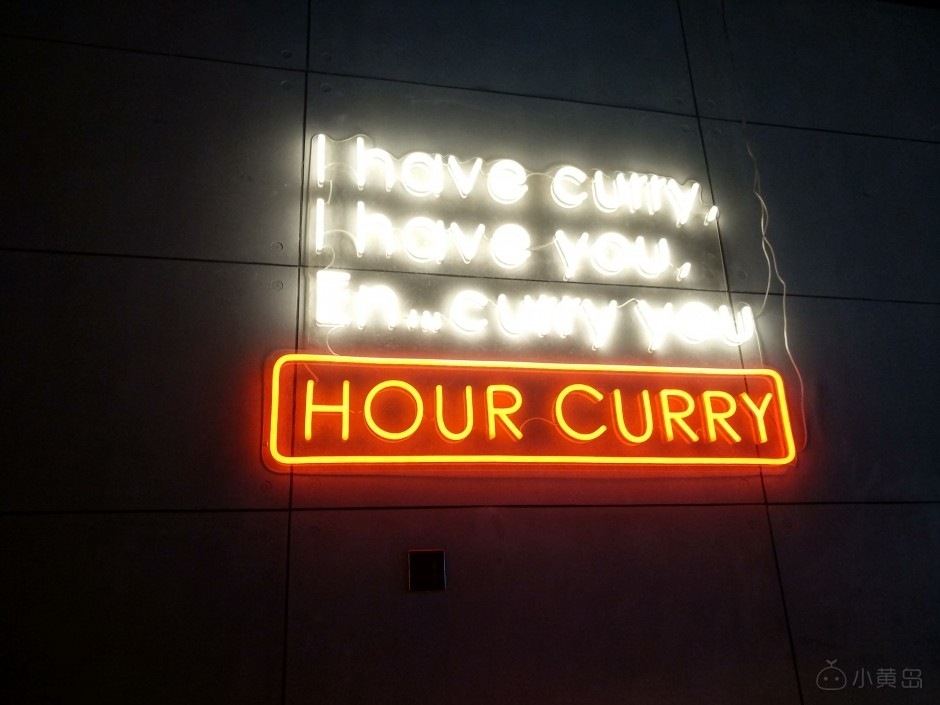 I have curry,
I have you,
En...curry you
HOUR CURRY
小黄岛